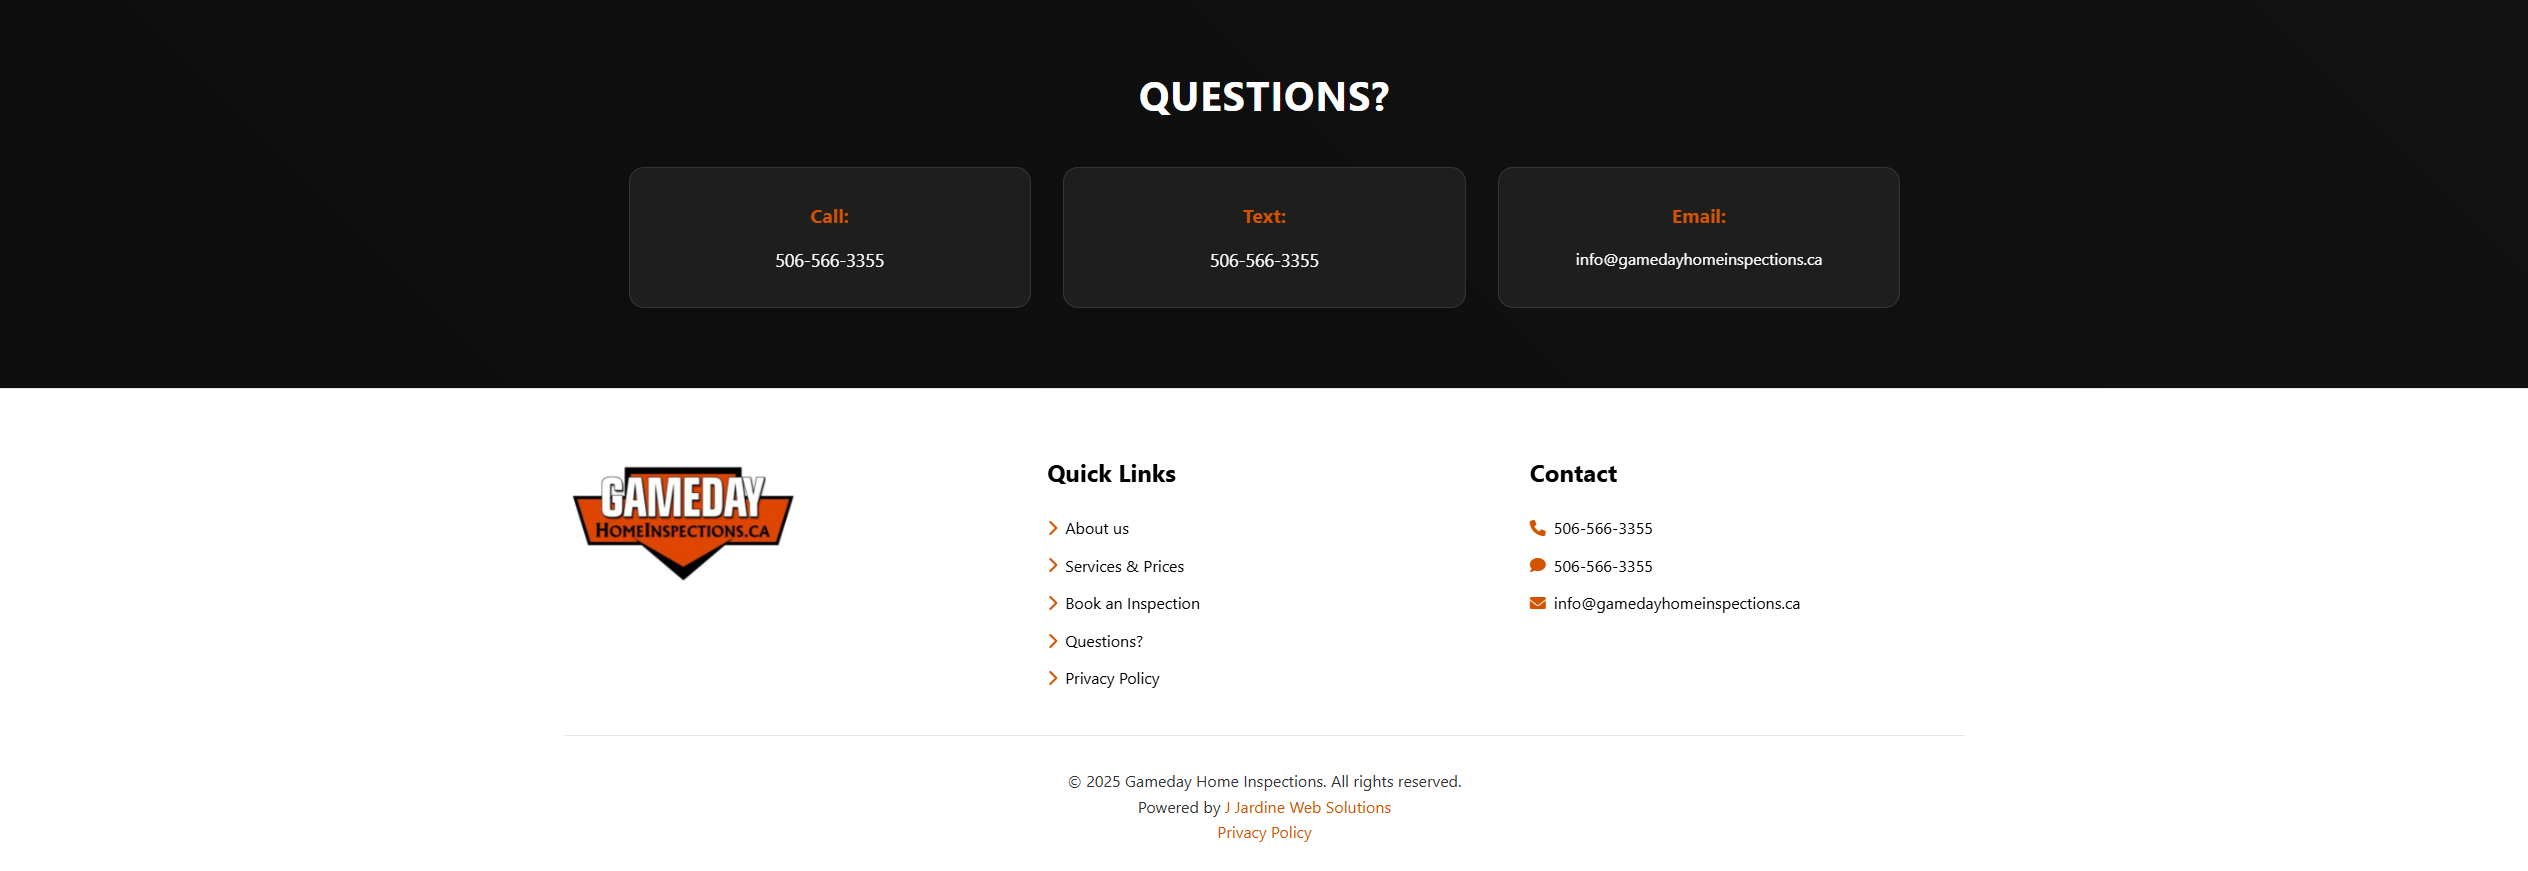 QUESTIONS?
Call:
506-566-3355
Text:
506-566-3355
Email:
info@gamedayhomeinspections.ca
GAMEDAY
HOMEINSPECTIONS.CA
Quick Links
About us
Services & Prices
Book an Inspection
Questions?
Privacy Policy
Contact
506-566-3355
506-566-3355
info@gamedayhomeinspections.ca
© 2025 Gameday Home Inspections. All rights reserved.
Powered by J Jardine Web Solutions
Privacy Policy